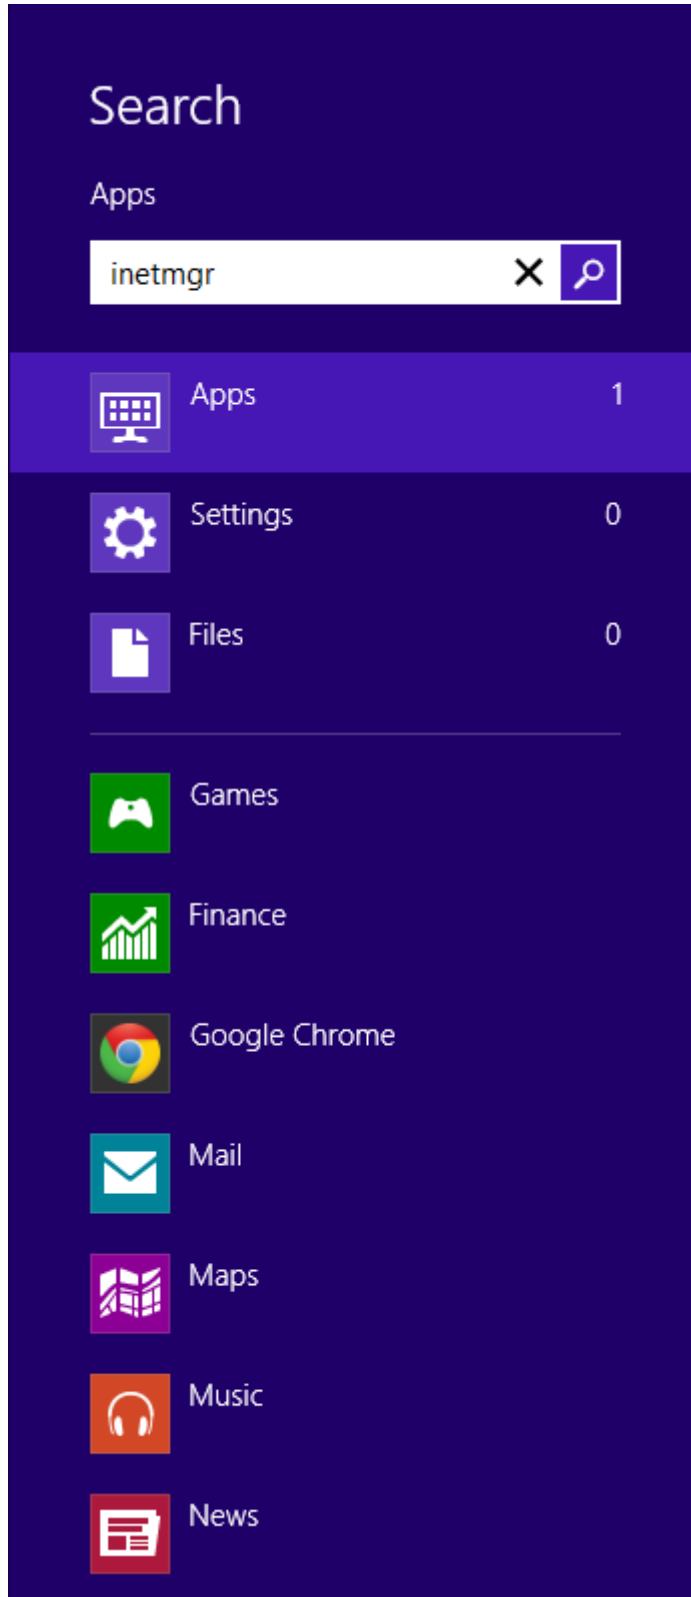 Search
Apps
inetmgr
Apps 1
Settings 0
Files 0
Games
Finance
Google Chrome
Mail
Maps
Music
News